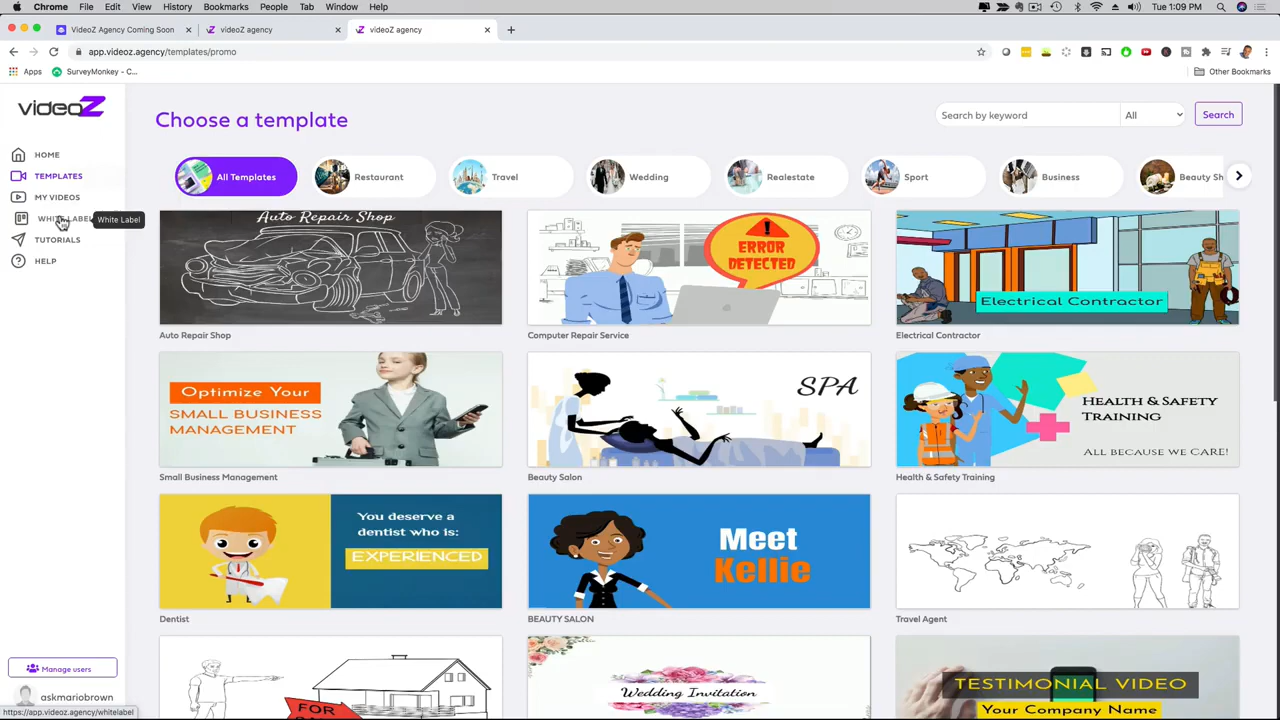 Chrome File Edit View History Bookmarks People Tab Window Help Tue 1:09 PM
VideoZ Agency Coming Soon videoZ agency videoZ agency
app.videoz.agency/templates/promo
Apps SurveyMonkey - C... Other Bookmarks
videoZ
HOME
TEMPLATES
MY VIDEOS
WHITE LABEL White Label
TUTORIALS
HELP
Choose a template
Search by keyword All Search
All Templates Restaurant Travel Wedding Realestate Sport Business Beauty Sh
Auto Repair Shop
ERROR
DETECTED
Electrical Contractor
Auto Repair Shop Computer Repair Service Electrical Contractor
Optimize Your
SMALL BUSINESS
MANAGEMENT
SPA
HEALTH & SAFETY
TRAINING
ALL BECAUSE WE CARE!
Small Business Management Beauty Salon Health & Safety Training
You deserve a
dentist who is:
EXPERIENCED
Meet
Kellie
Dentist BEAUTY SALON Travel Agent
FOR
Wedding Invitation
TESTIMONIAL VIDEO
Your Company Name
Manage users
askmariobrown
https://app.videoz.agency/whitelabel